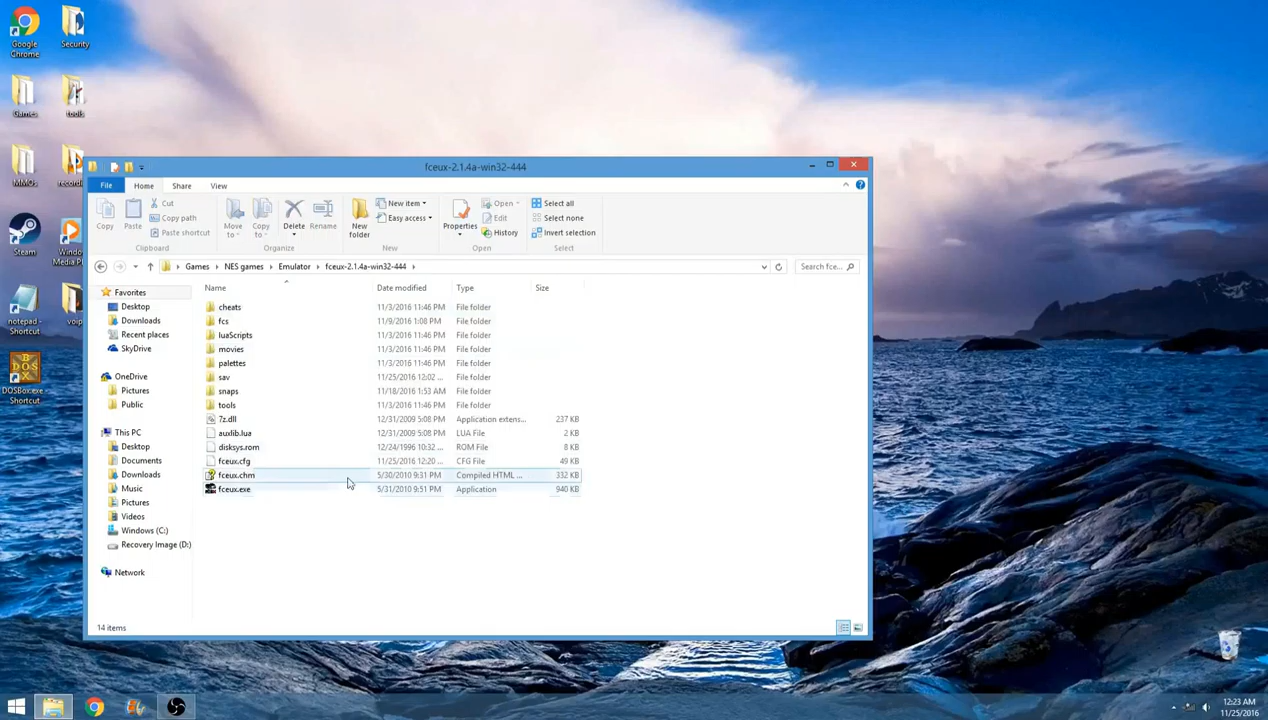 Google
Chrome
Security
Games
tools
MMOs
recordi
Steam
Window
Media Pl
notepad -
Shortcut
voip
DOSBox.exe -
Shortcut
fceux-2.1.4a-win32-444
File
Home
Share
View
Copy
Paste
Cut
Copy path
Paste shortcut
Clipboard
Move
to
Copy
to
Delete
Rename
Organize
New
folder
New item
Easy access
New
Properties
Open
Edit
History
Open
Select all
Select none
Invert selection
Select
Games
NES games
Emulator
fceux-2.1.4a-win32-444
Search fce...
Favorites
Desktop
Downloads
Recent places
SkyDrive
OneDrive
Pictures
Public
This PC
Desktop
Documents
Downloads
Music
Pictures
Videos
Windows (C:)
Recovery Image (D:)
Network
Name Date modified Type Size
cheats 11/3/2016 11:46 PM File folder
fcs 11/9/2016 1:08 PM File folder
luaScripts 11/3/2016 11:46 PM File folder
movies 11/3/2016 11:46 PM File folder
palettes 11/3/2016 11:46 PM File folder
sav 11/25/2016 12:02 ... File folder
snaps 11/18/2016 1:53 AM File folder
tools 11/3/2016 11:46 PM File folder
7z.dll 12/31/2009 5:08 PM Application extens... 237 KB
auxlib.lua 12/31/2009 5:08 PM LUA File 2 KB
disksys.rom 12/24/1996 10:32 ... ROM File 8 KB
fceux.cfg 11/25/2016 12:20 ... CFG File 49 KB
fceux.chm 5/30/2010 9:31 PM Compiled HTML ... 332 KB
fceux.exe 5/31/2010 9:51 PM Application 940 KB
14 items
12:23 AM
11/25/2016